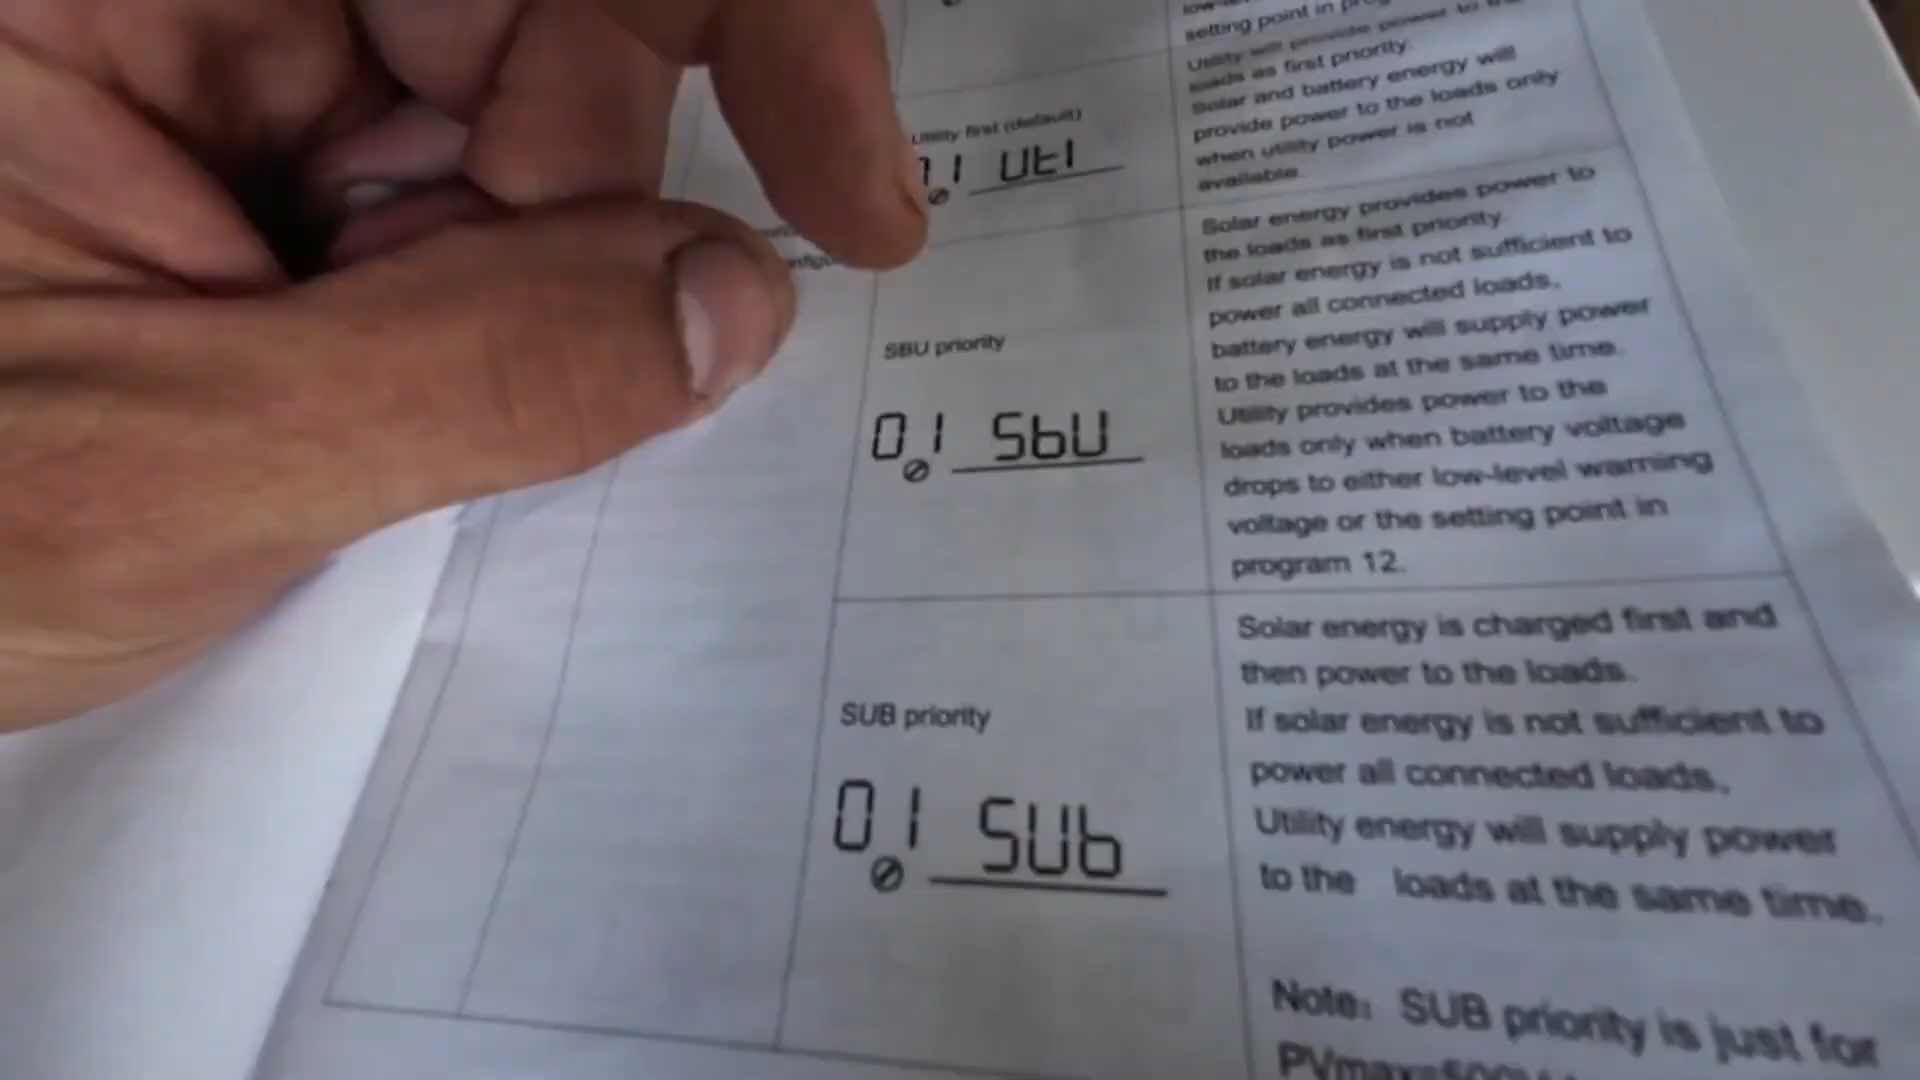 setting point in
Utility will provide power to the
loads as first priority.
Solar and battery energy will
provide power to the loads only
when utility power is not
available.
Utility first (default)
01 UtI
SBU priority
01 SbU
Solar energy provides power to
the loads as first priority.
If solar energy is not sufficient to
power all connected loads,
battery energy will supply power
to the loads at the same time.
Utility provides power to the
loads only when battery voltage
drops to either low-level warning
voltage or the setting point in
program 12.
SUB priority
01 SUb
Solar energy is charged first and
then power to the loads.
If solar energy is not sufficient to
power all connected loads,
Utility energy will supply power
to the loads at the same time.
Note: SUB priority is just for